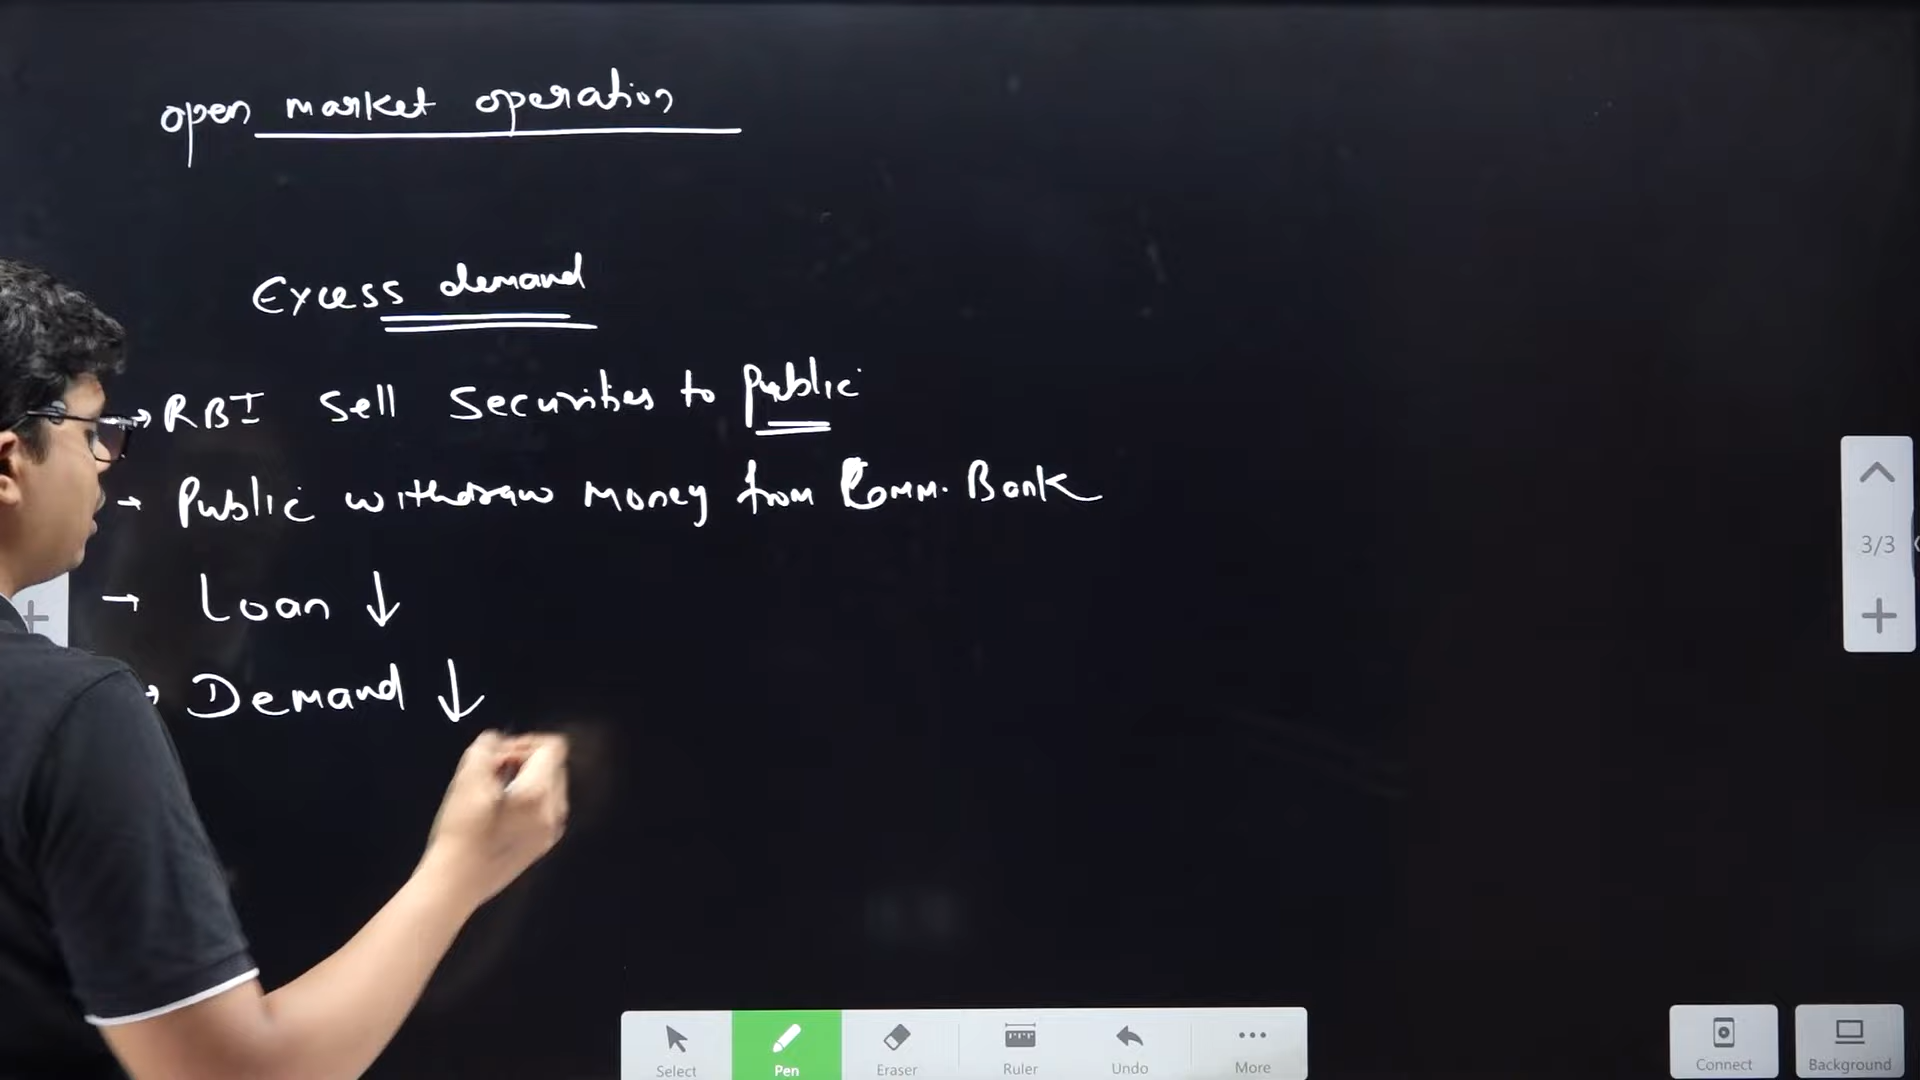 open market operation
Excess demand
→ RBI Sell Securities to Public
→ Public withdraw Money from Comm. Bank
→ Loan ↓
→ Demand ↓
3/3
Select
Pen
Eraser
Ruler
Undo
More
Connect
Background